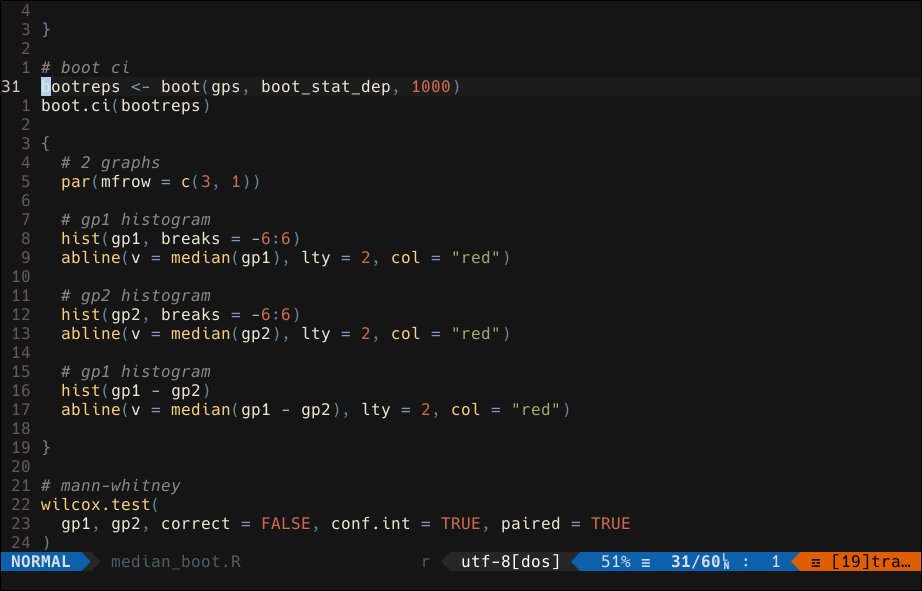 4
3 }
2
1 # boot ci
31 bootreps <- boot(gps, boot_stat_dep, 1000)
1 boot.ci(bootreps)
2
3 {
4   # 2 graphs
5   par(mfrow = c(3, 1))
6
7   # gp1 histogram
8   hist(gp1, breaks = -6:6)
9   abline(v = median(gp1), lty = 2, col = "red")
10
11   # gp2 histogram
12   hist(gp2, breaks = -6:6)
13   abline(v = median(gp2), lty = 2, col = "red")
14
15   # gp1 histogram
16   hist(gp1 - gp2)
17   abline(v = median(gp1 - gp2), lty = 2, col = "red")
18
19 }
20
21 # mann-whitney
22 wilcox.test(
23   gp1, gp2, correct = FALSE, conf.int = TRUE, paired = TRUE
24 )
NORMAL median_boot.R r utf-8[dos] 51% ≡ 31/60 : 1 ☲ [19]tra…